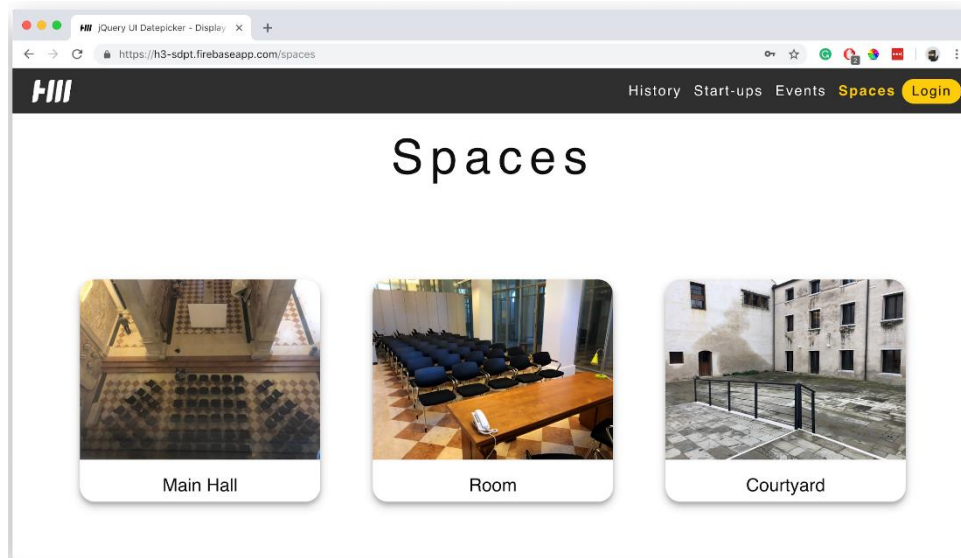 jQuery UI Datepicker - Display
https://h3-sdpt.firebaseapp.com/spaces
2
History Start-ups Events Spaces Login
Spaces
Main Hall
Room
Courtyard